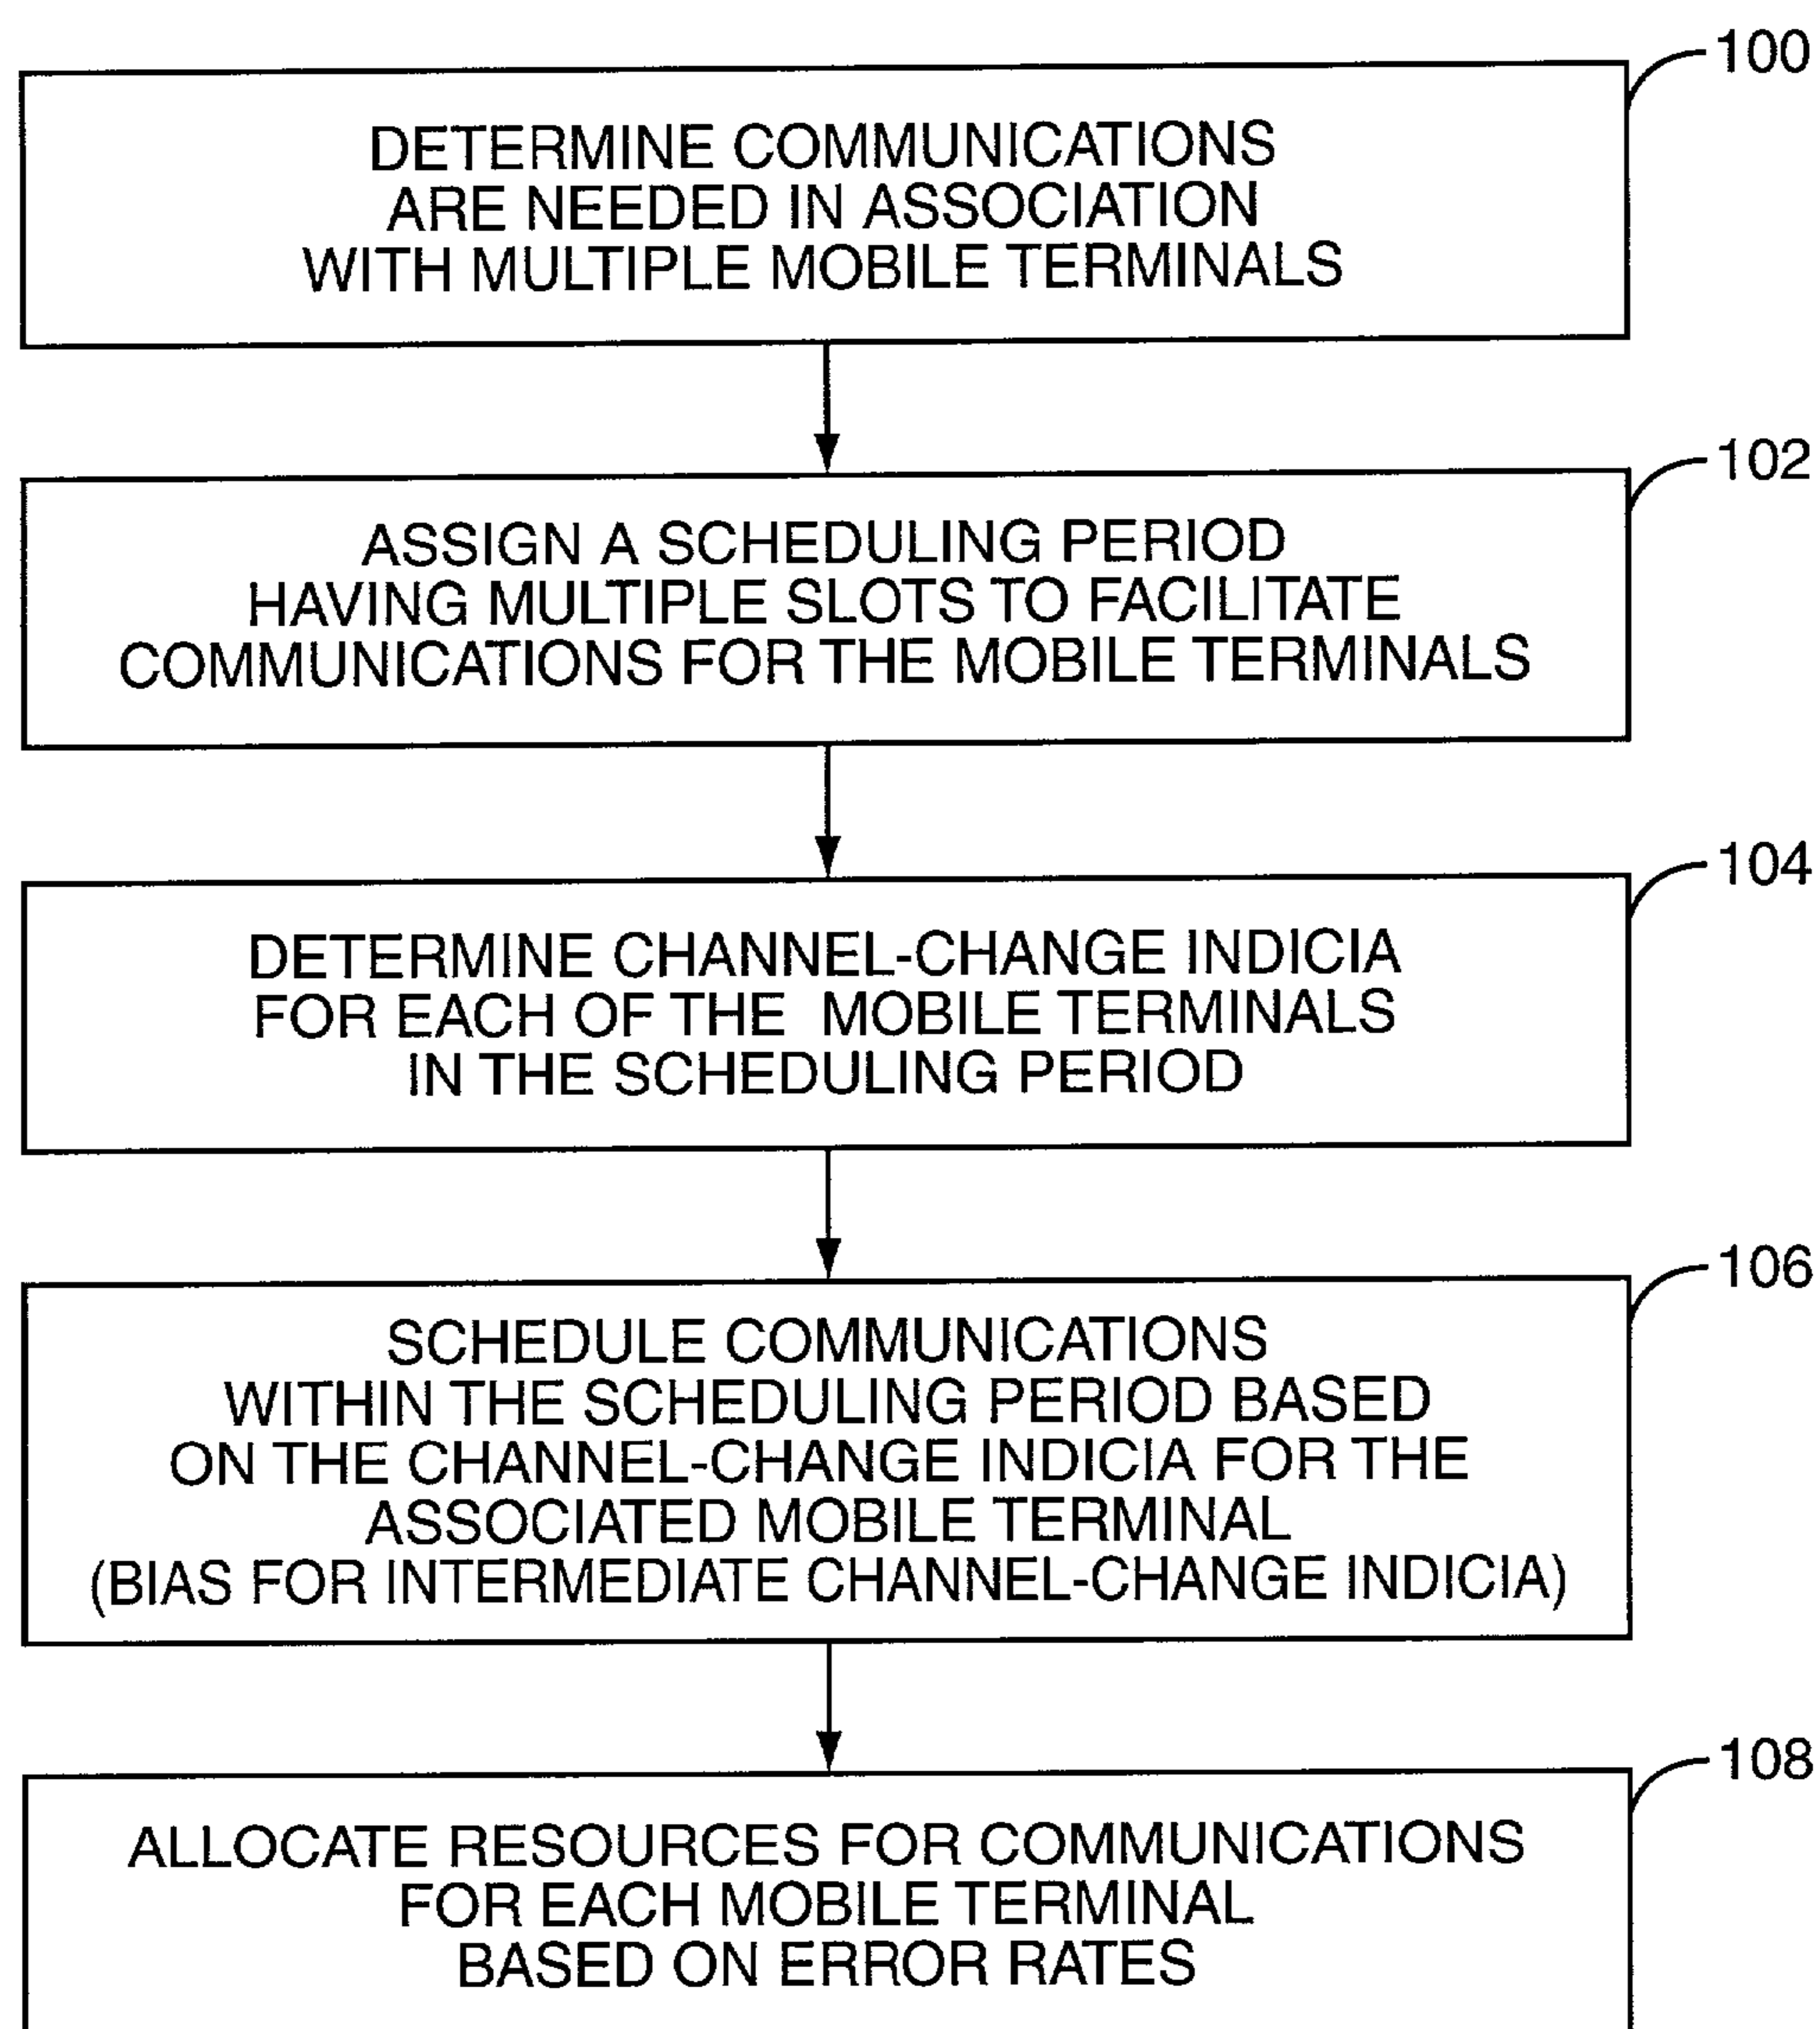 100
DETERMINE COMMUNICATIONS
ARE NEEDED IN ASSOCIATION
WITH MULTIPLE MOBILE TERMINALS
102
ASSIGN A SCHEDULING PERIOD
HAVING MULTIPLE SLOTS TO FACILITATE
COMMUNICATIONS FOR THE MOBILE TERMINALS
104
DETERMINE CHANNEL-CHANGE INDICIA
FOR EACH OF THE MOBILE TERMINALS
IN THE SCHEDULING PERIOD
106
SCHEDULE COMMUNICATIONS
WITHIN THE SCHEDULING PERIOD BASED
ON THE CHANNEL-CHANGE INDICIA FOR THE
ASSOCIATED MOBILE TERMINAL
(BIAS FOR INTERMEDIATE CHANNEL-CHANGE INDICIA)
108
ALLOCATE RESOURCES FOR COMMUNICATIONS
FOR EACH MOBILE TERMINAL
BASED ON ERROR RATES